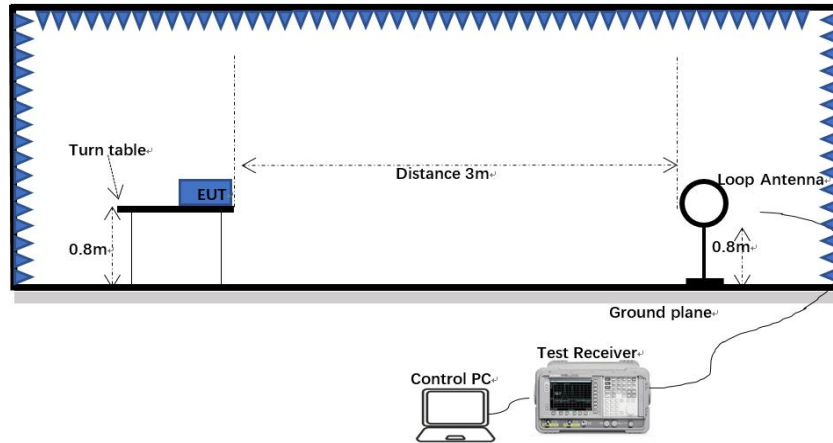 Turn table
EUT
0.8m
Distance 3m
Loop Antenna
0.8m
Ground plane
Test Receiver
Control PC